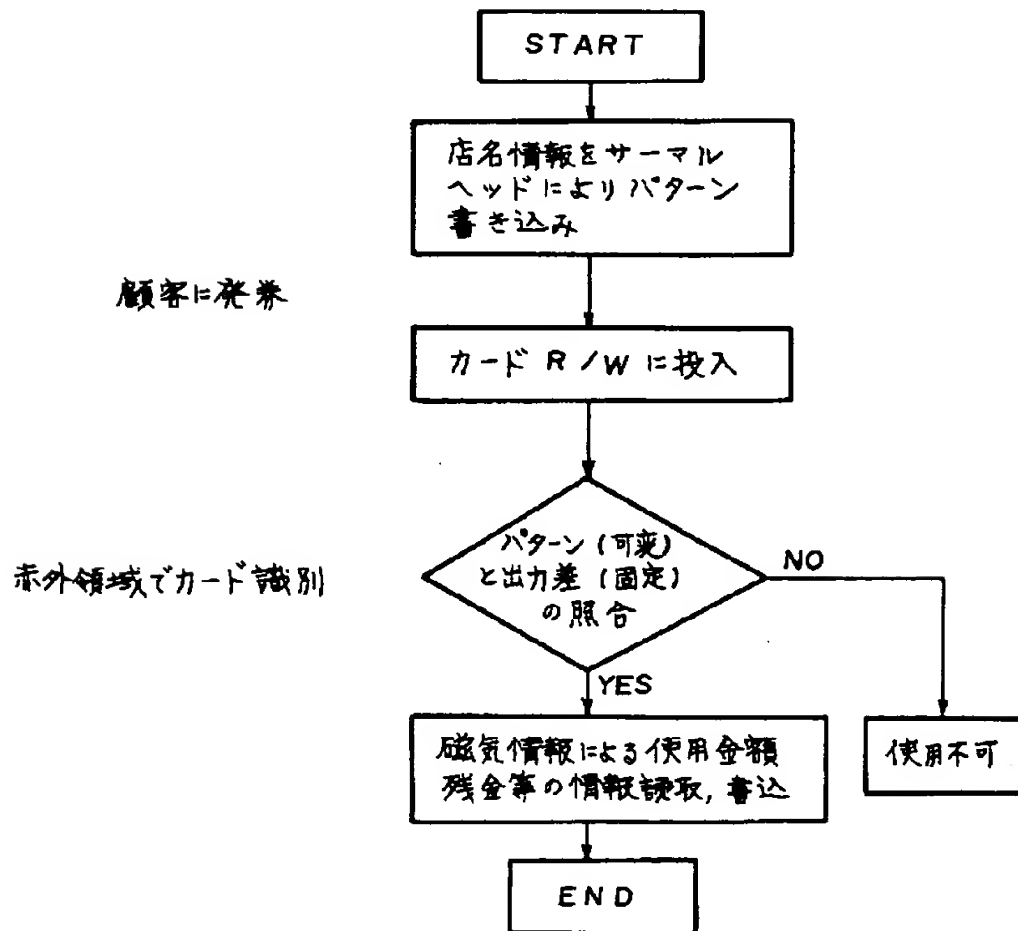 START
店名情報をサーマル
ヘッドによりパターン
書き込み
顧客に発券
カード R/W に投入
パターン(可変)
と出力差(固定)
の照合
赤外領域でカード識別
NO
YES
磁気情報による使用金額
残金等の情報読取,書込
使用不可
END